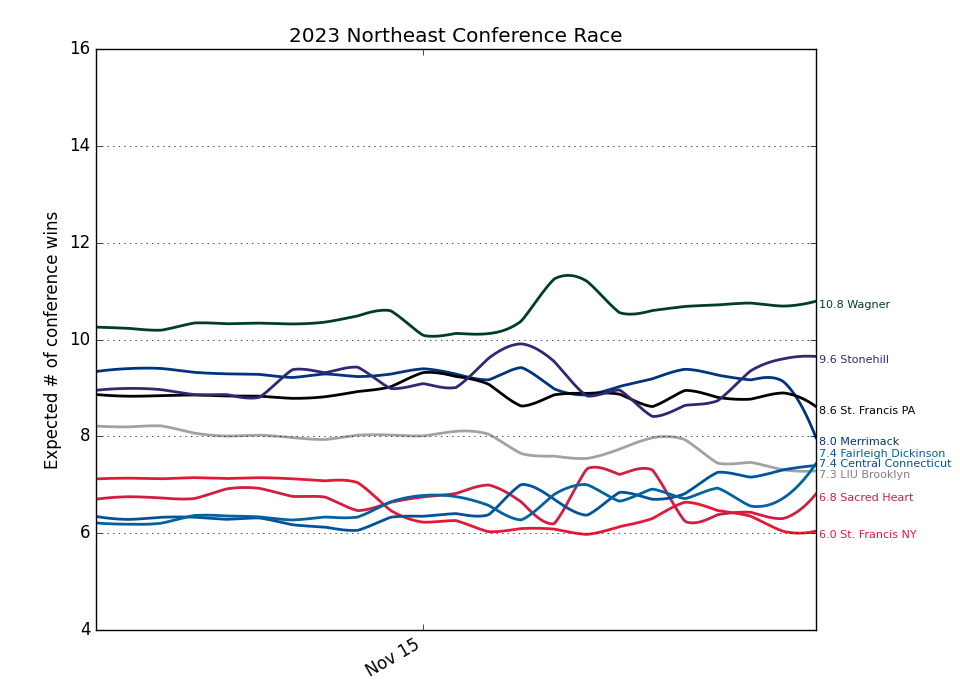 2023 Northeast Conference Race
Expected # of conference wins
16
14
12
10
8
6
4
Nov 15
10.8 Wagner
9.6 Stonehill
8.6 St. Francis PA
8.0 Merrimack
7.4 Fairleigh Dickinson
7.4 Central Connecticut
7.3 LIU Brooklyn
6.8 Sacred Heart
6.0 St. Francis NY